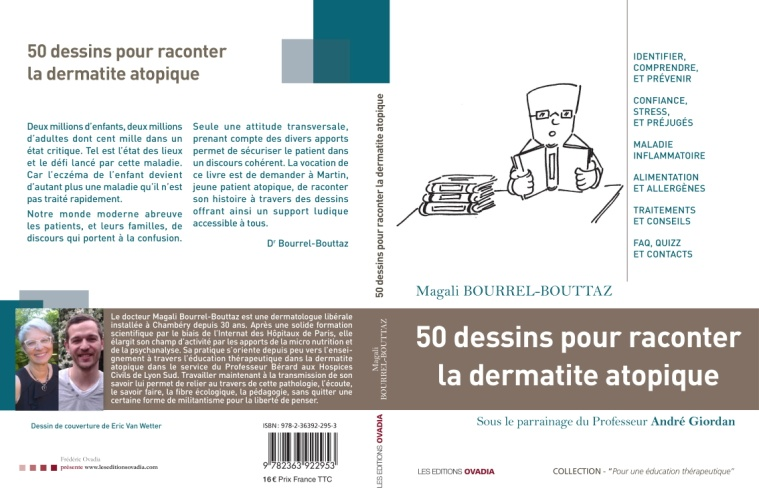 50 dessins pour raconter
la dermatite atopique
Deux millions d'enfants, deux millions
d'adultes dont cent mille dans un
état critique. Tel est l'état des lieux
et le défi lancé par cette maladie.
Car l'eczéma de l'enfant devient
d'autant plus une maladie qu'il n'est
pas traité rapidement.
Notre monde moderne abreuve
les patients, et leurs familles, de
discours qui portent à la confusion.
Seule une attitude transversale,
prenant compte des divers apports
permet de sécuriser le patient dans
un discours cohérent. La vocation de
ce livre est de demander à Martin,
jeune patient atopique, de raconter
son histoire à travers des dessins
offrant ainsi un support ludique
accessible à tous.
Dr Bourrel-Bouttaz
Le docteur Magali Bourrel-Bouttaz est une dermatologue libérale
installée à Chambéry depuis 30 ans. Après une solide formation
scientifique par le biais de l'Internat des Hôpitaux de Paris, elle
élargit son champ d'activité par les apports de la micro nutrition et
de la psychanalyse. Sa pratique s'oriente depuis peu vers l'ensei-
gnement à travers l'éducation thérapeutique dans la dermatite
atopique dans le service du Professeur Bérard aux Hospices
Civils de Lyon Sud. Travailler maintenant à la transmission de son
savoir lui permet de relier au travers de cette pathologie, l'écoute,
le savoir faire, la fibre écologique, la pédagogie, sans quitter une
certaine forme de militantisme pour la liberté de penser.
Dessin de couverture de Eric Van Wetter
Frédéric Ovadia
présente www.leseditionsovadia.com
ISBN : 978-2-36392-295-3
9 782363 922953
16 € Prix France TTC
50 dessins pour raconter la dermatite atopique
Magali
BOURREL-BOUTTAZ
LES EDITIONS OVADIA
IDENTIFIER,
COMPRENDRE,
ET PRÉVENIR
CONFIANCE,
STRESS,
ET PRÉJUGÉS
MALADIE
INFLAMMATOIRE
ALIMENTATION
ET ALLERGÈNES
TRAITEMENTS
ET CONSEILS
FAQ, QUIZZ
ET CONTACTS
Magali BOURREL-BOUTTAZ
50 dessins pour raconter
la dermatite atopique
Sous le parrainage du Professeur André Giordan
LES EDITIONS OVADIA
COLLECTION - "Pour une éducation thérapeutique"